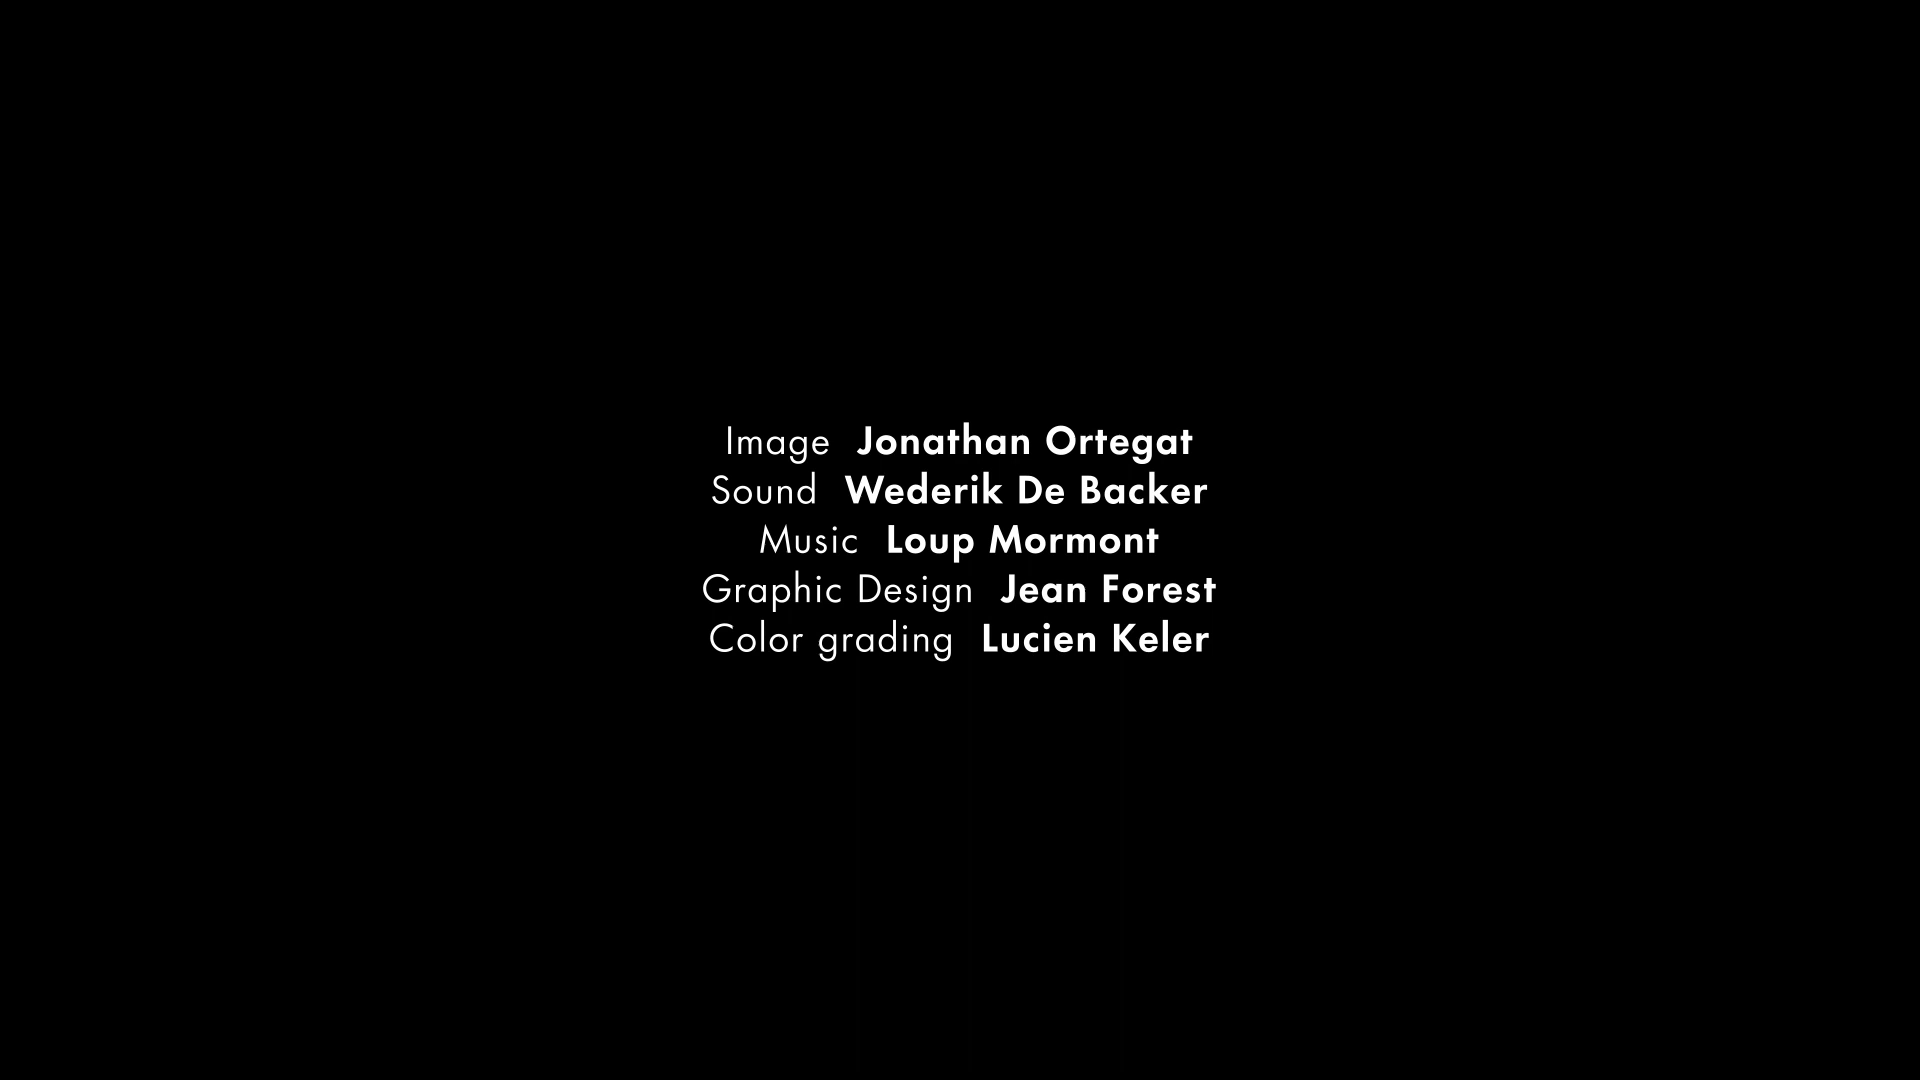 Image Jonathan Ortegat
Sound Wederik De Backer
Music Loup Mormont
Graphic Design Jean Forest
Color grading Lucien Keler